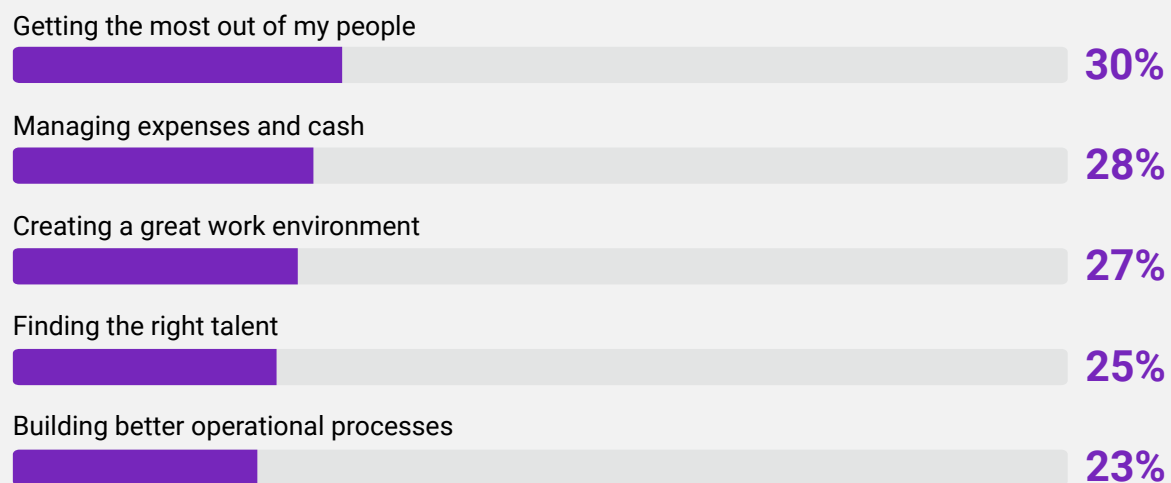 Getting the most out of my people
30%
Managing expenses and cash
28%
Creating a great work environment
27%
Finding the right talent
25%
Building better operational processes
23%